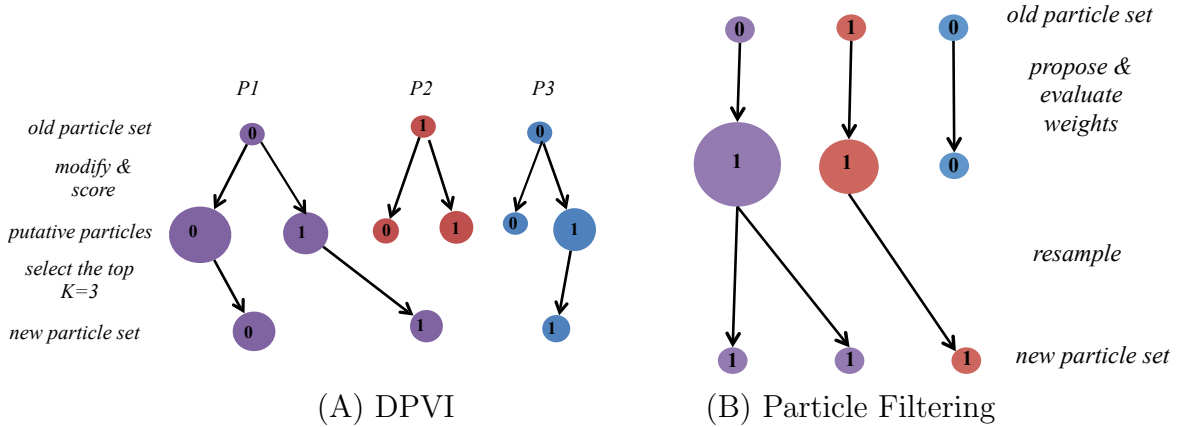 P1 P2 P3
old particle set
0 1 0
modify &
score
putative particles
0 1 0 1 0 1
select the top
K=3
new particle set
0 1 1
(A) DPVI
0 1 0
old particle set
propose &
evaluate
weights
1 1 0
resample
1 1 1
new particle set
(B) Particle Filtering